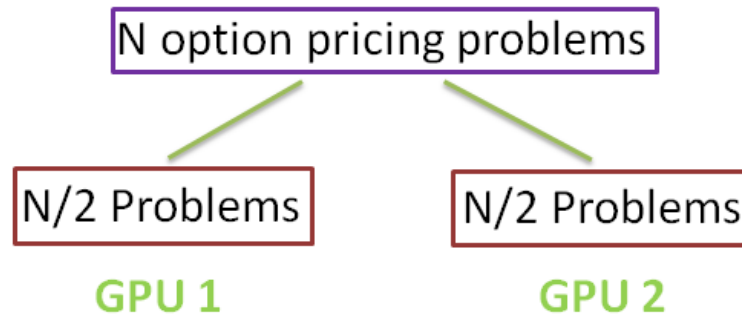 N option pricing problems
N/2 Problems
N/2 Problems
GPU 1
GPU 2